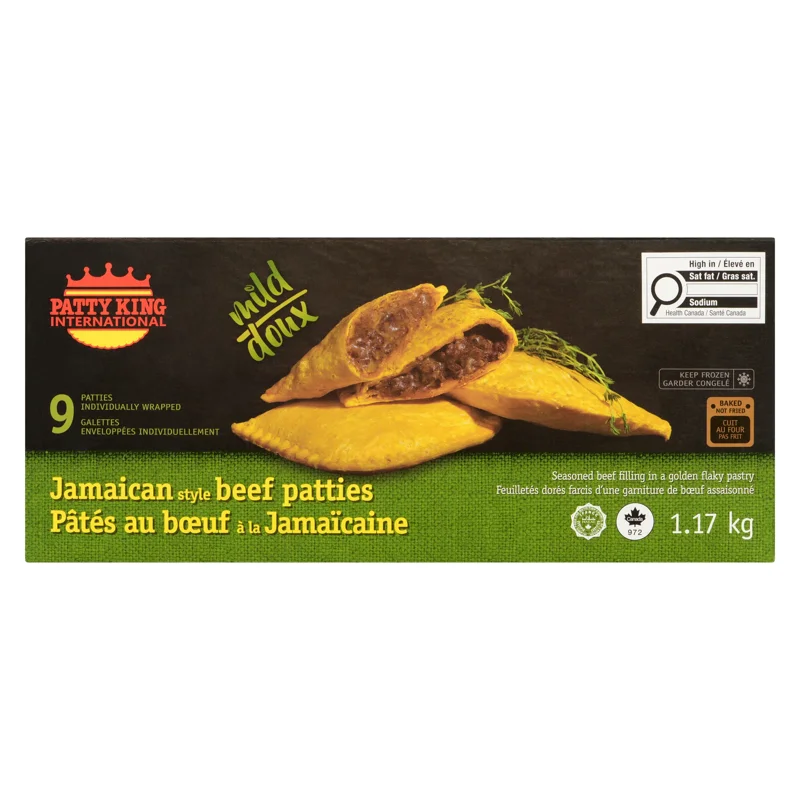 PATTY KING
INTERNATIONAL
mild
doux
High in / Élevé en
Sat fat / Gras sat.
Sodium
Health Canada / Santé Canada
KEEP FROZEN
GARDER CONGELÉ
BAKED
NOT FRIED
CUIT
AU FOUR
PAS FRIT
9
PATTIES
INDIVIDUALLY WRAPPED
GALETTES
ENVELOPPÉES INDIVIDUELLEMENT
Jamaican style beef patties
Pâtés au bœuf à la Jamaïcaine
Seasoned beef filling in a golden flaky pastry
Feuilletés dorés farcis d'une garniture de bœuf assaisonné
Canada
972
1.17 kg